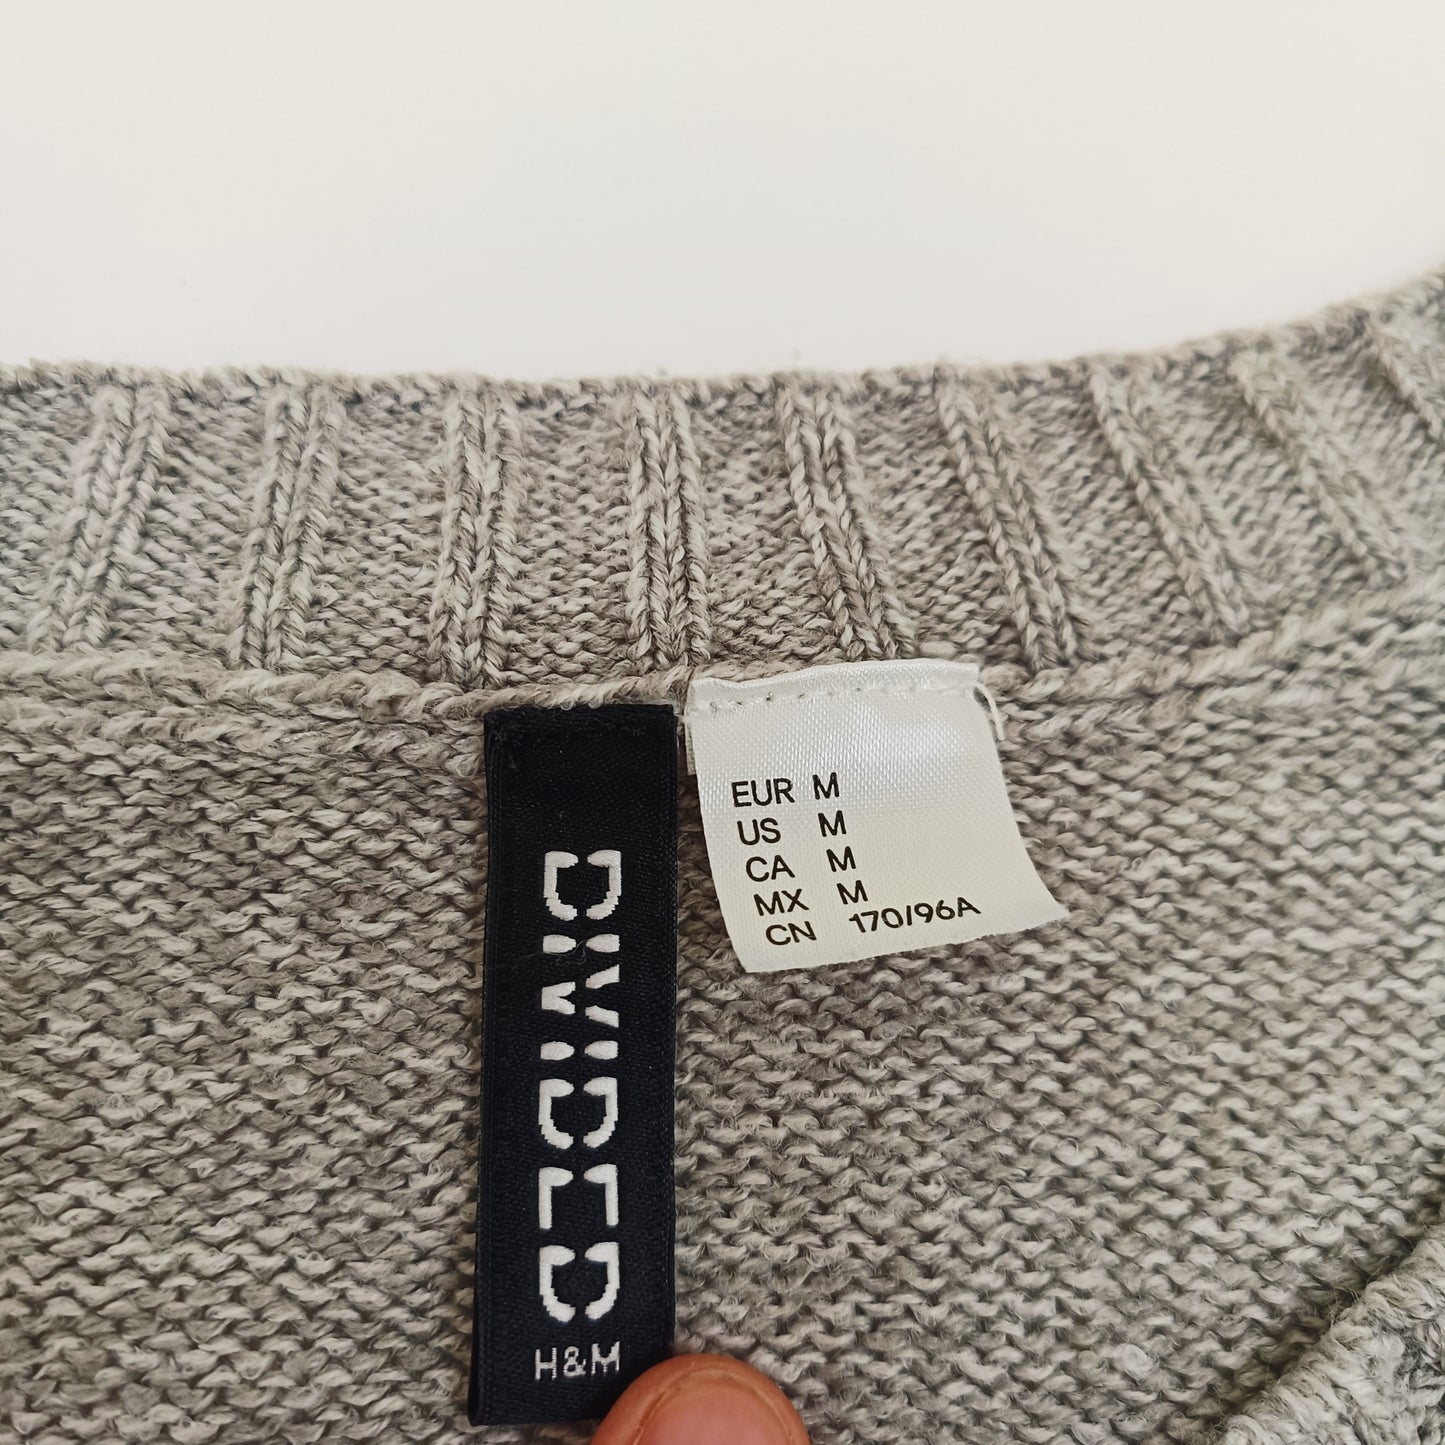 DIVIDED
H&M
EUR M
US M
CA M
MX M
CN 170/96A